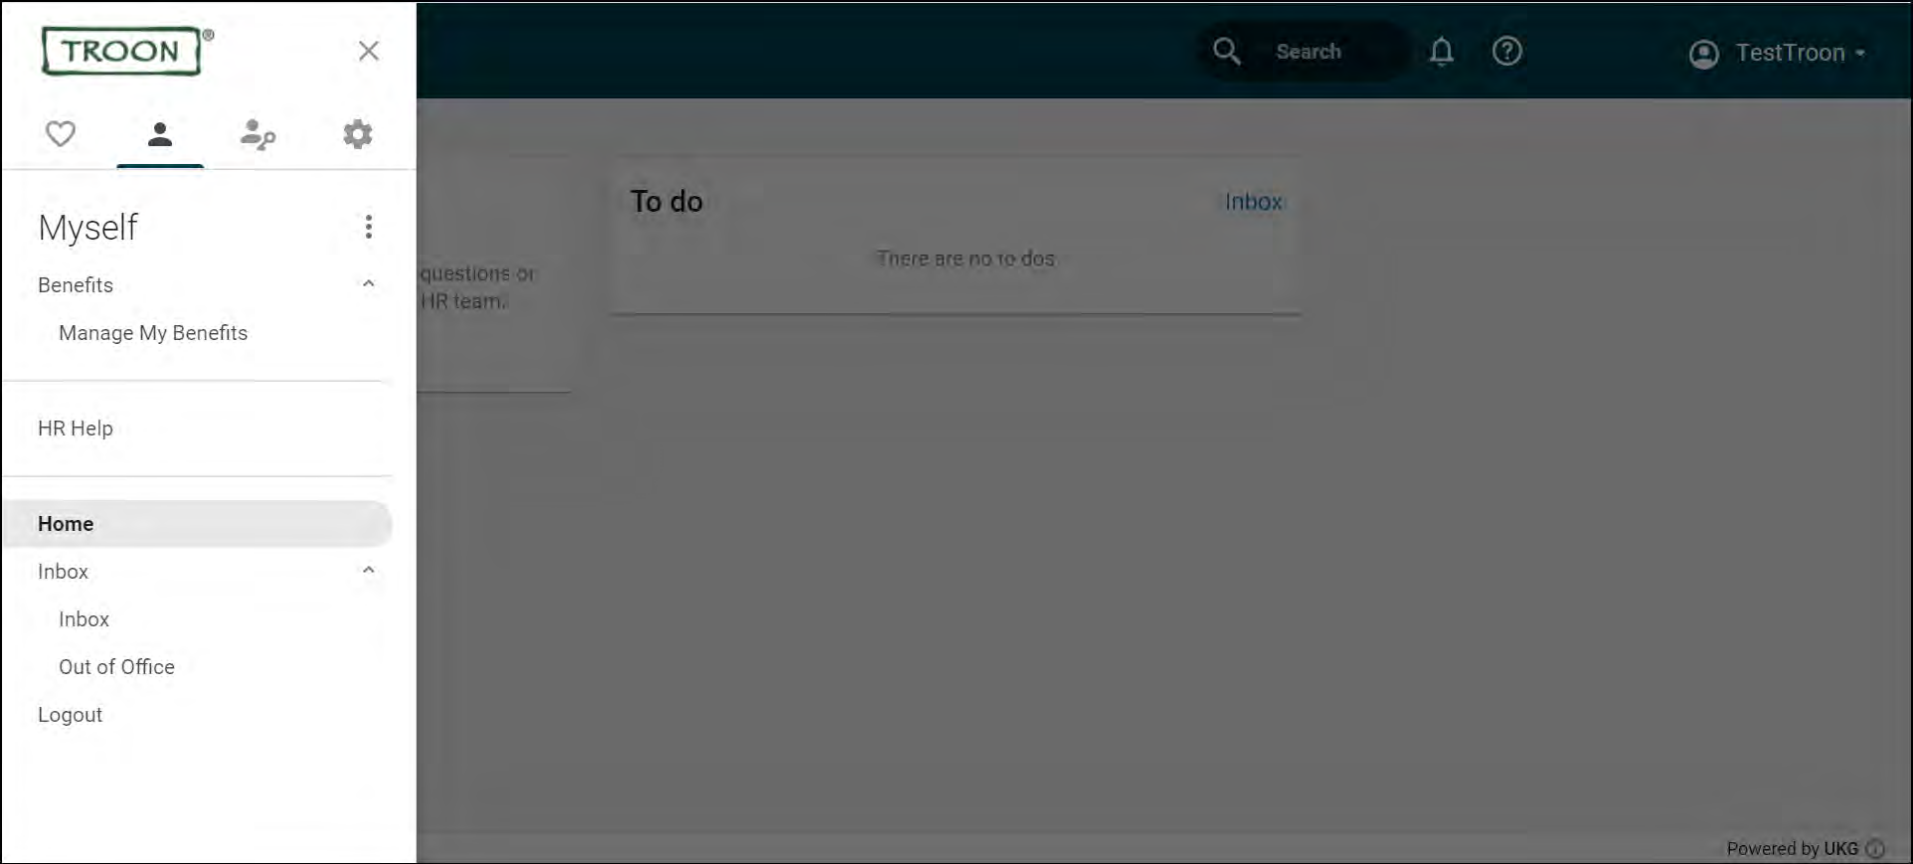 TROON®
Search
TestTroon
Myself
Benefits
Manage My Benefits
HR Help
Home
Inbox
Inbox
Out of Office
Logout
questions or
HR team.
To do
Inbox
There are no to dos
Powered by UKG